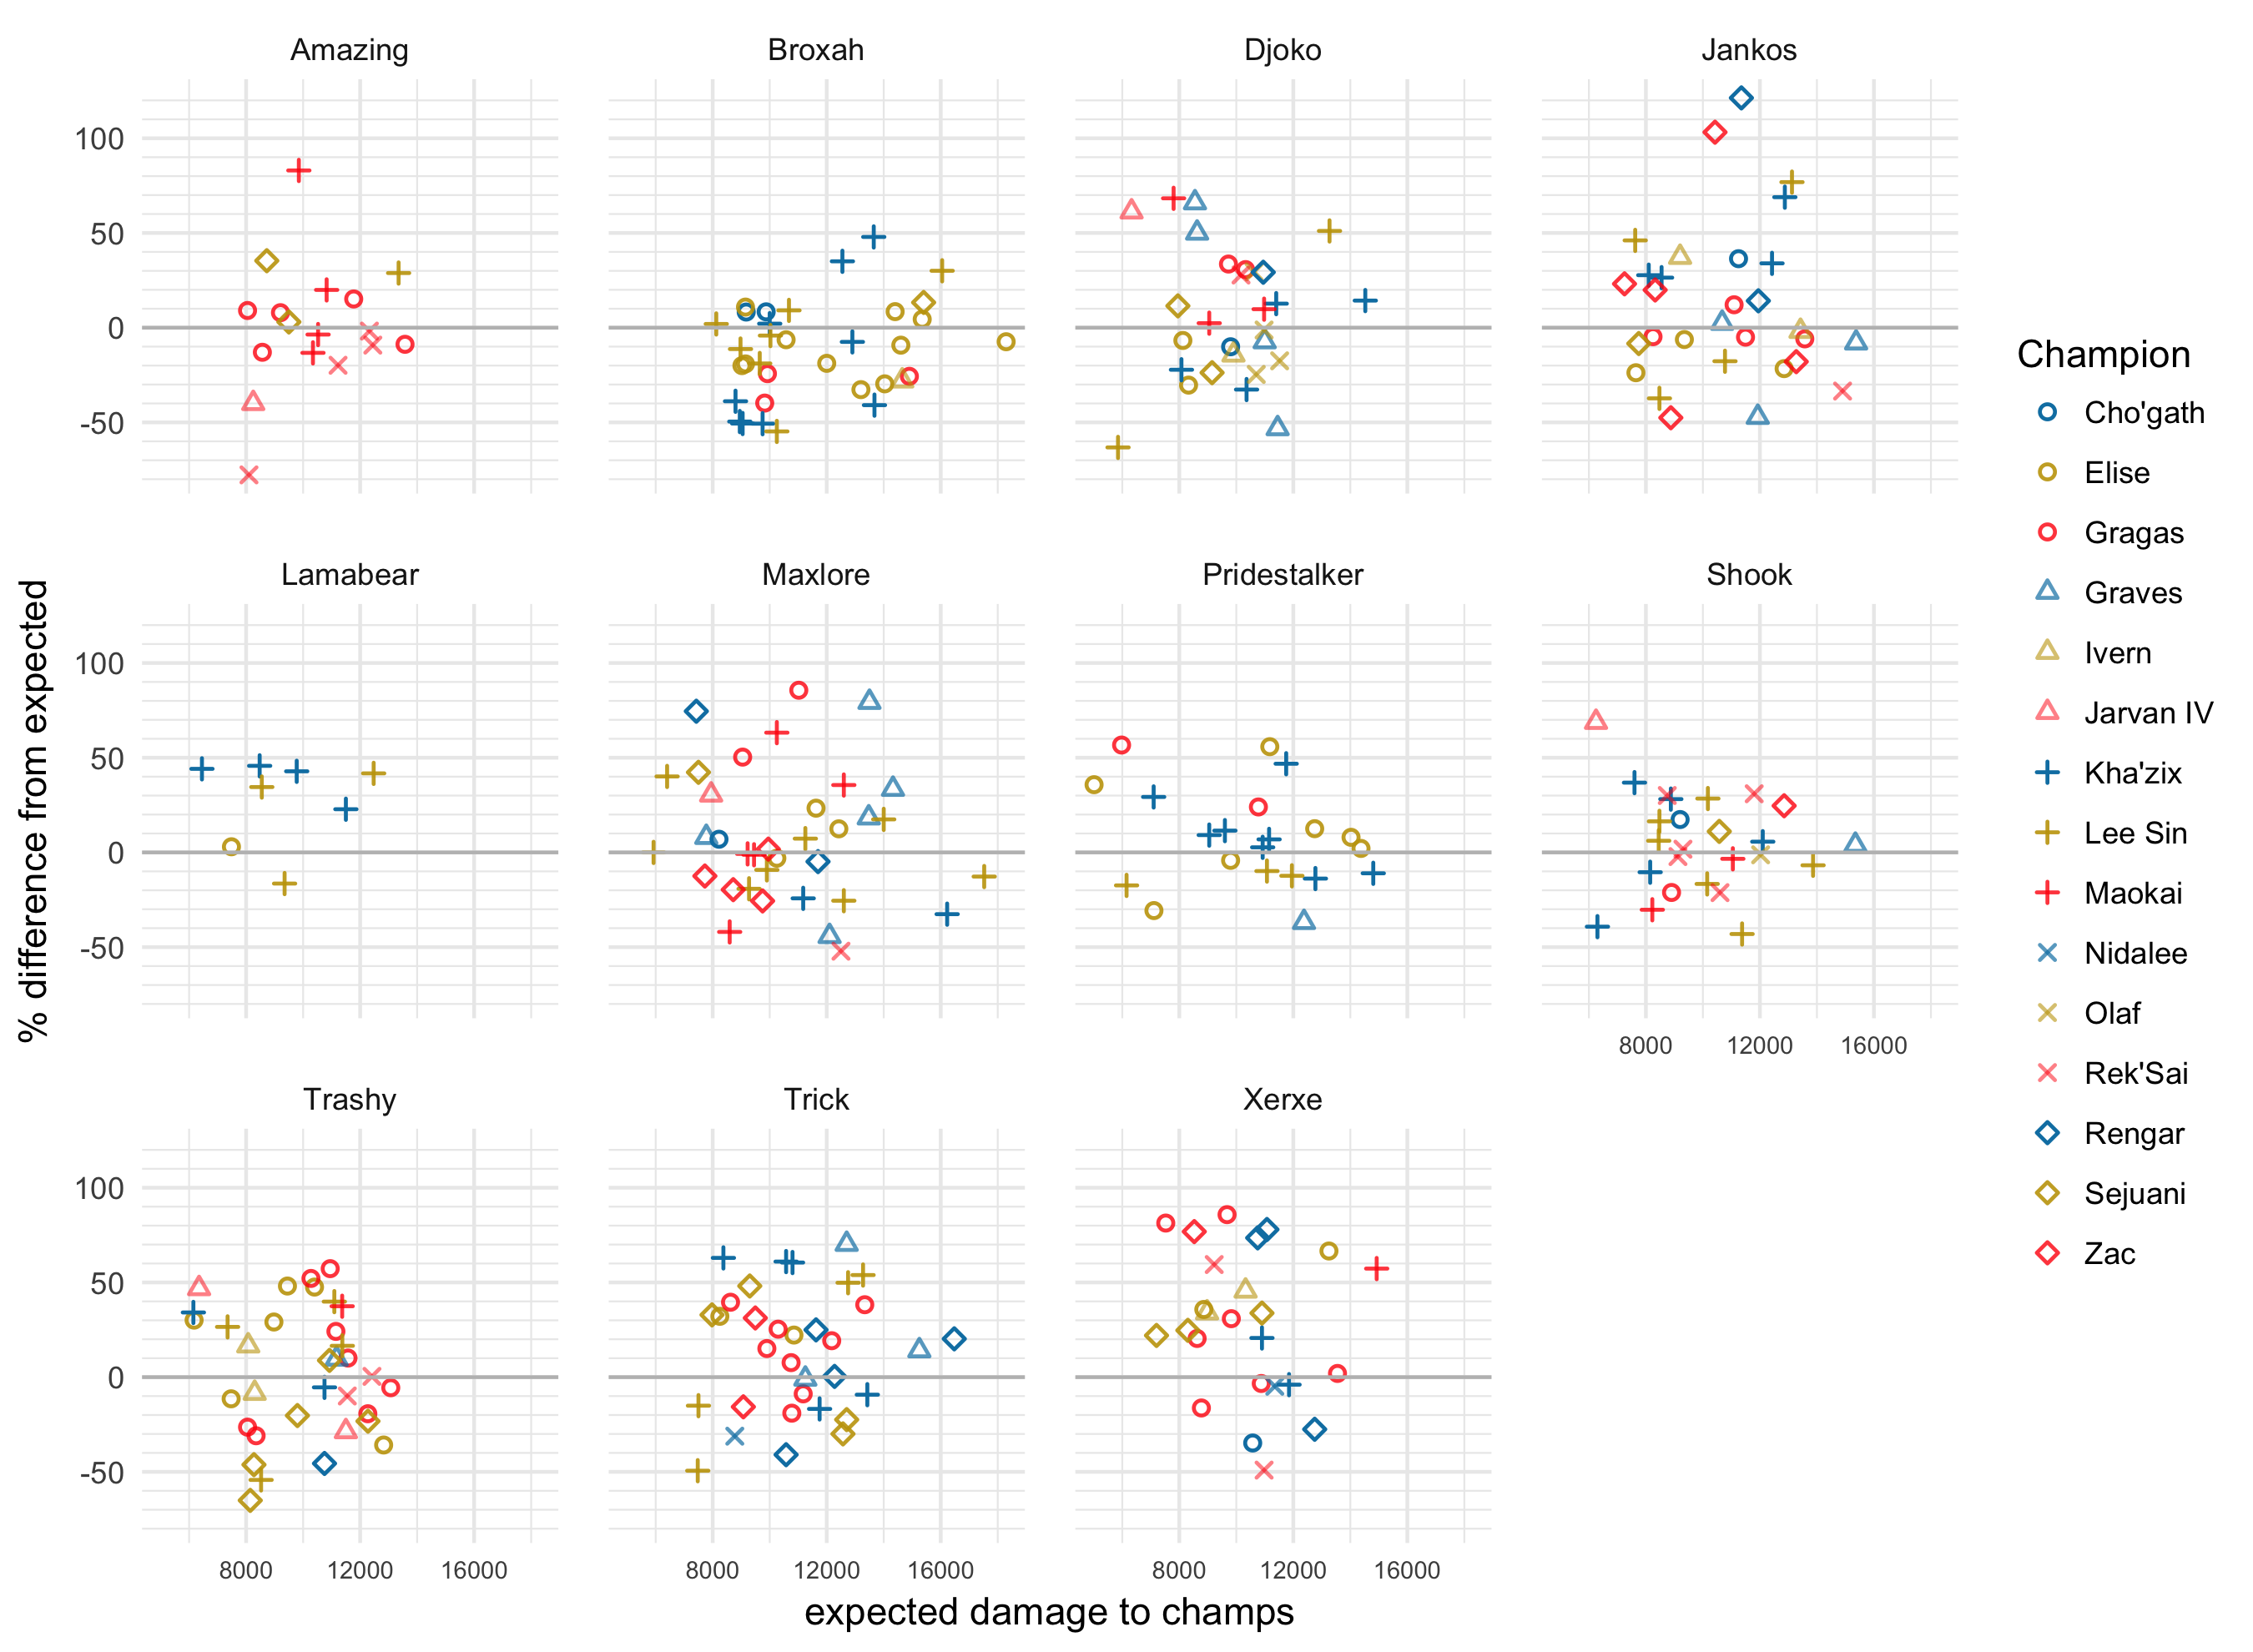 Amazing
Broxah
Djoko
Jankos
100
50
0
-50
Lamabear
Maxlore
Pridestalker
Shook
100
50
0
-50
8000 12000 16000
Trashy
Trick
Xerxe
100
50
0
-50
8000 12000 16000
8000 12000 16000
8000 12000 16000
expected damage to champs
% difference from expected
Champion
Cho'gath
Elise
Gragas
Graves
Ivern
Jarvan IV
Kha'zix
Lee Sin
Maokai
Nidalee
Olaf
Rek'Sai
Rengar
Sejuani
Zac